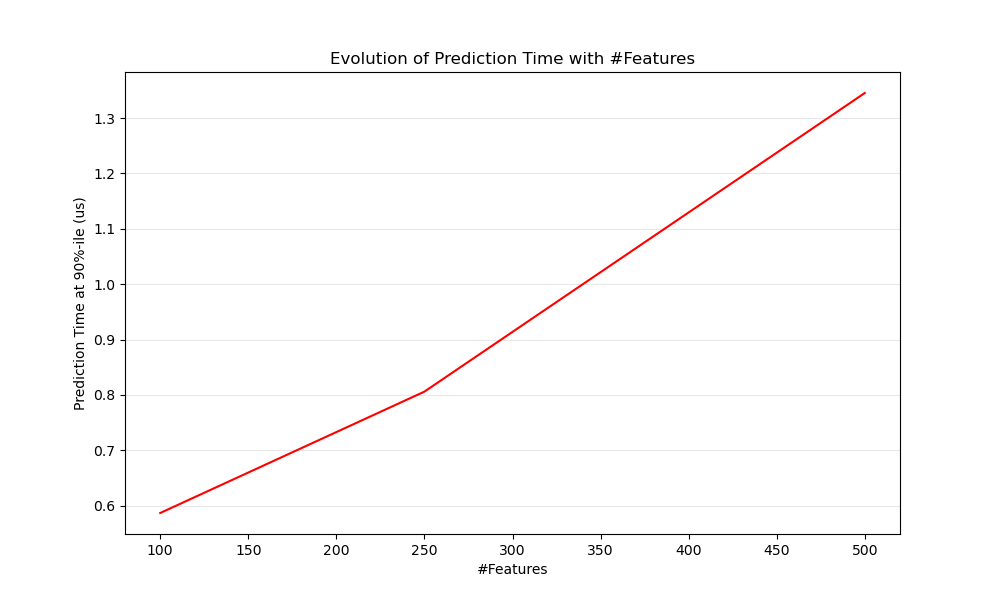 Evolution of Prediction Time with #Features
Prediction Time at 90%-ile (us)
1.3
1.2
1.1
1.0
0.9
0.8
0.7
0.6
100 150 200 250 300 350 400 450 500
#Features